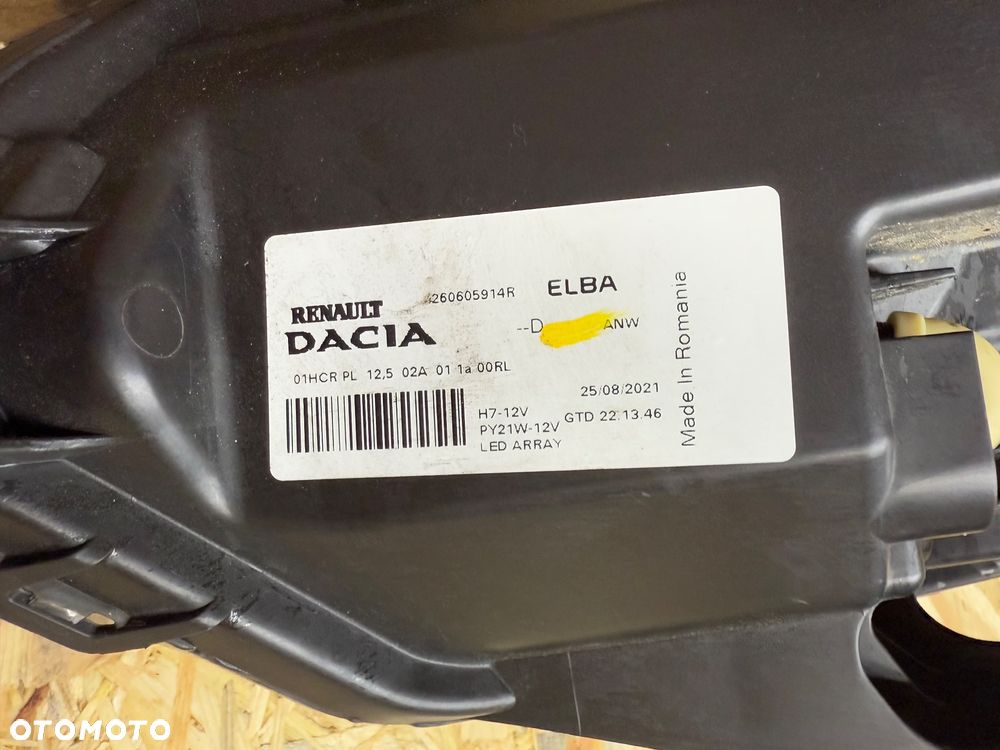 260605914R ELBA
RENAULT
DACIA
--D ANW
01HCR PL 12,5 02A 01 1a 00RL
25/08/2021
H7-12V
GTD 22.13.46
PY21W-12V
LED ARRAY
Made In Romania
OTOMOTO